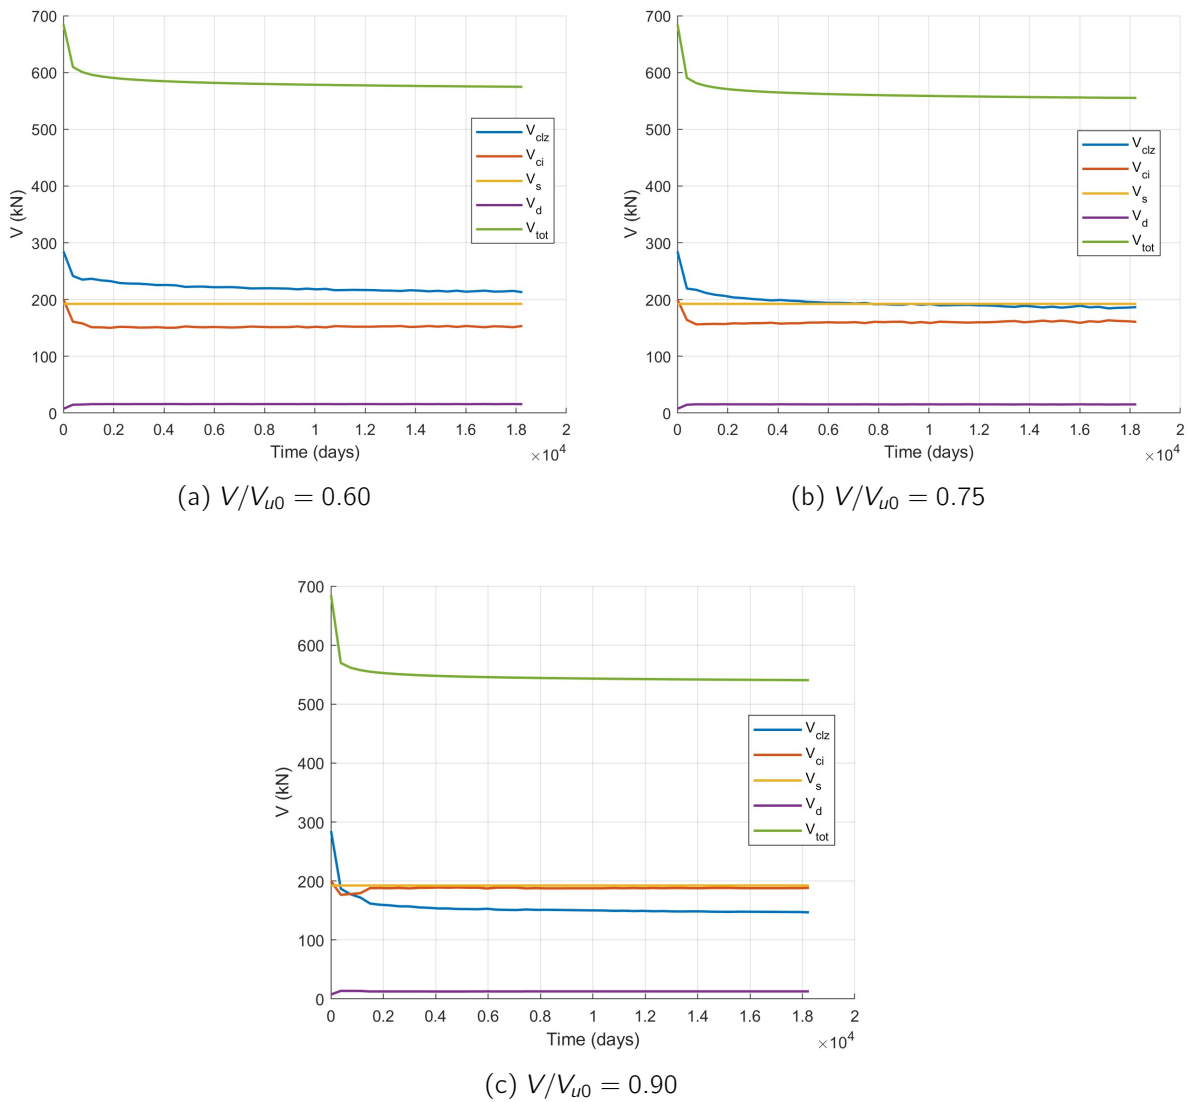 700
600
500
400
300
200
100
0
V (kN)
V_clz
V_ci
V_s
V_d
V_tot
0 0.2 0.4 0.6 0.8 1 1.2 1.4 1.6 1.8 2
Time (days)
×10^4
(a) V/V_u0 = 0.60
700
600
500
400
300
200
100
0
V (kN)
V_clz
V_ci
V_s
V_d
V_tot
0 0.2 0.4 0.6 0.8 1 1.2 1.4 1.6 1.8 2
Time (days)
×10^4
(b) V/V_u0 = 0.75
700
600
500
400
300
200
100
0
V (kN)
V_clz
V_ci
V_s
V_d
V_tot
0 0.2 0.4 0.6 0.8 1 1.2 1.4 1.6 1.8 2
Time (days)
×10^4
(c) V/V_u0 = 0.90